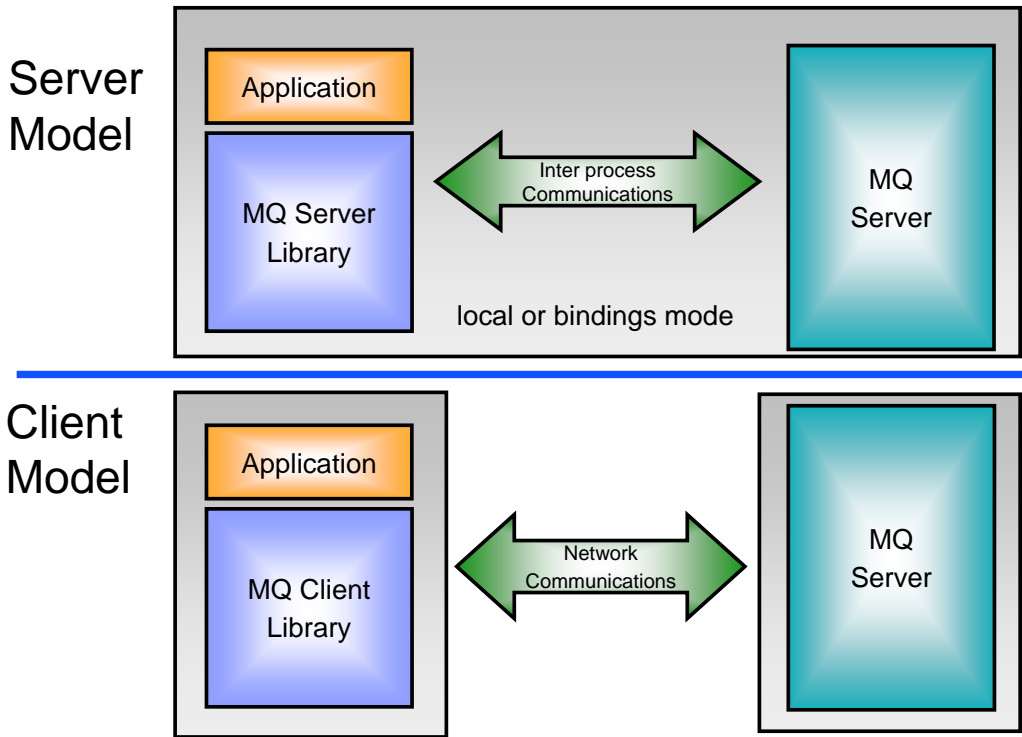 Server
Model
Application
MQ Server
Library
Inter process
Communications
MQ
Server
local or bindings mode
Client
Model
Application
MQ Client
Library
Network
Communications
MQ
Server